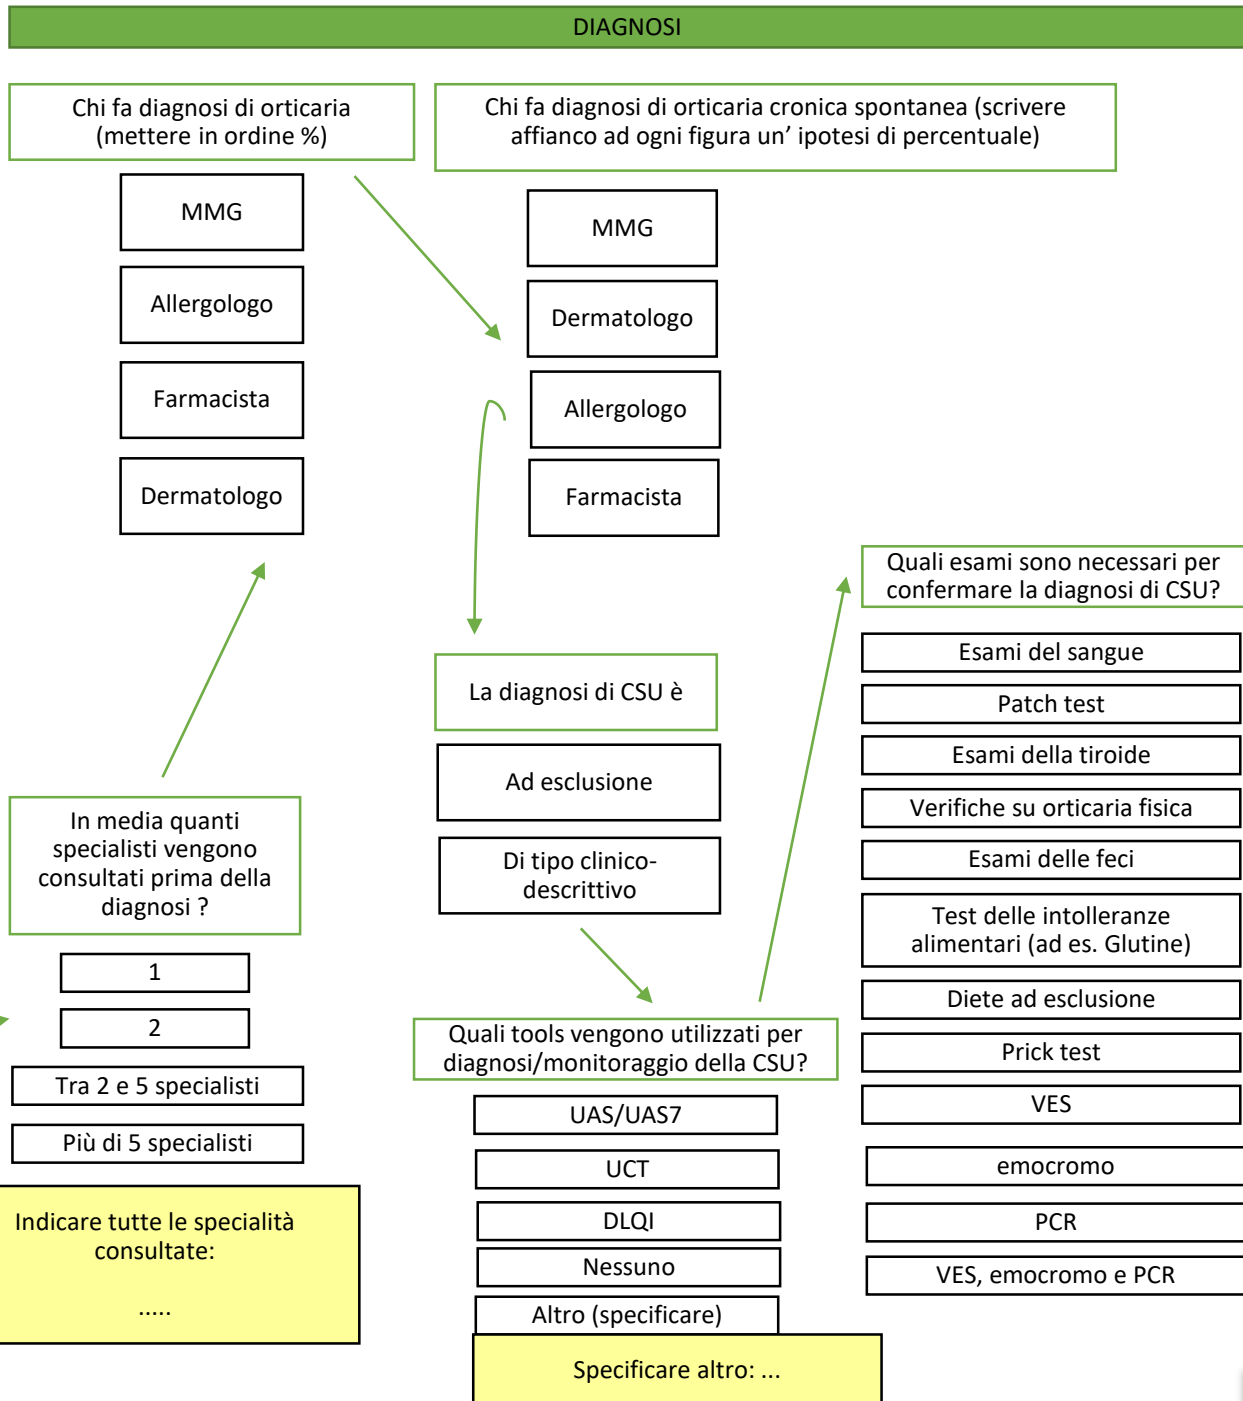 DIAGNOSI
Chi fa diagnosi di orticaria
(mettere in ordine %)
MMG
Allergologo
Farmacista
Dermatologo
Chi fa diagnosi di orticaria cronica spontanea (scrivere
affianco ad ogni figura un' ipotesi di percentuale)
MMG
Dermatologo
Allergologo
Farmacista
In media quanti
specialisti vengono
consultati prima della
diagnosi ?
1
2
Tra 2 e 5 specialisti
Più di 5 specialisti
Indicare tutte le specialità
consultate:
.....
La diagnosi di CSU è
Ad esclusione
Di tipo clinico-
descrittivo
Quali tools vengono utilizzati per
diagnosi/monitoraggio della CSU?
UAS/UAS7
UCT
DLQI
Nessuno
Altro (specificare)
Specificare altro: ...
Quali esami sono necessari per
confermare la diagnosi di CSU?
Esami del sangue
Patch test
Esami della tiroide
Verifiche su orticaria fisica
Esami delle feci
Test delle intolleranze
alimentari (ad es. Glutine)
Diete ad esclusione
Prick test
VES
emocromo
PCR
VES, emocromo e PCR